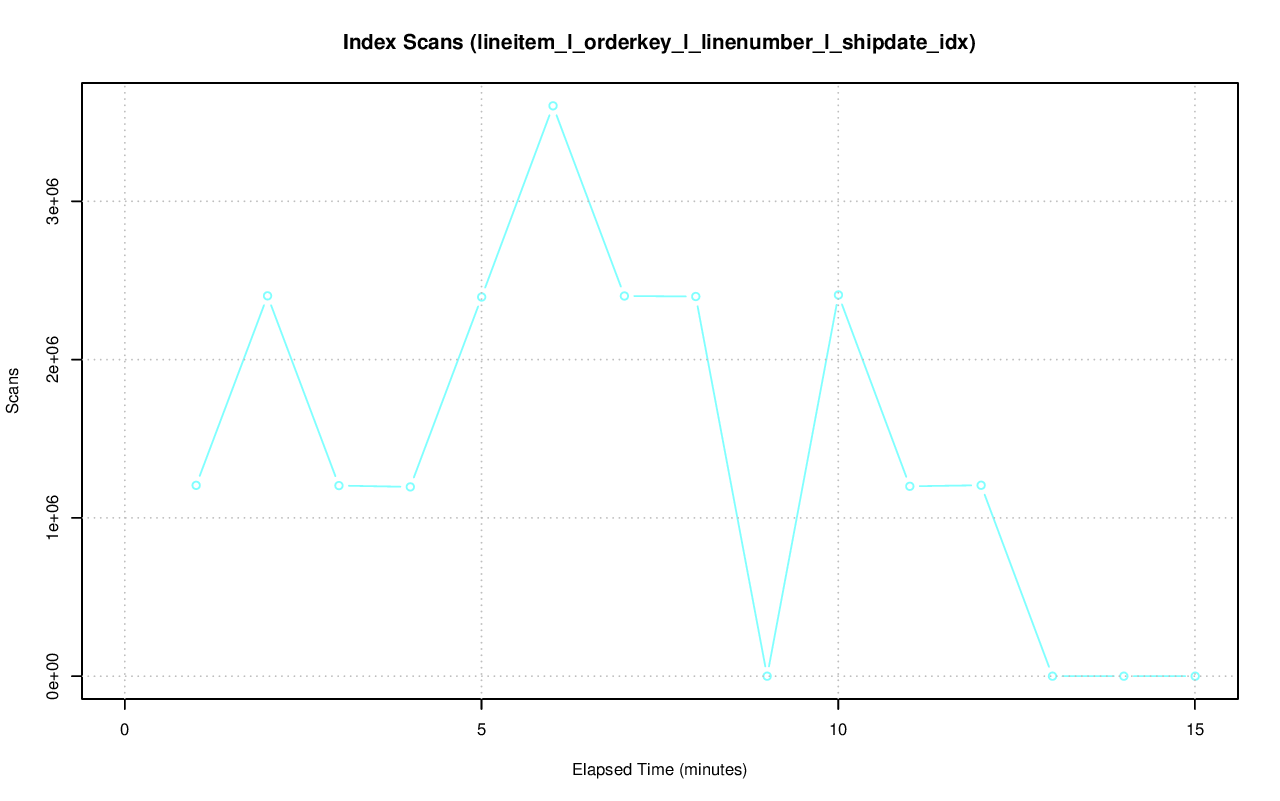 Index Scans (lineitem_l_orderkey_l_linenumber_l_shipdate_idx)
Scans
3e+06
2e+06
1e+06
0e+00
0 5 10 15
Elapsed Time (minutes)